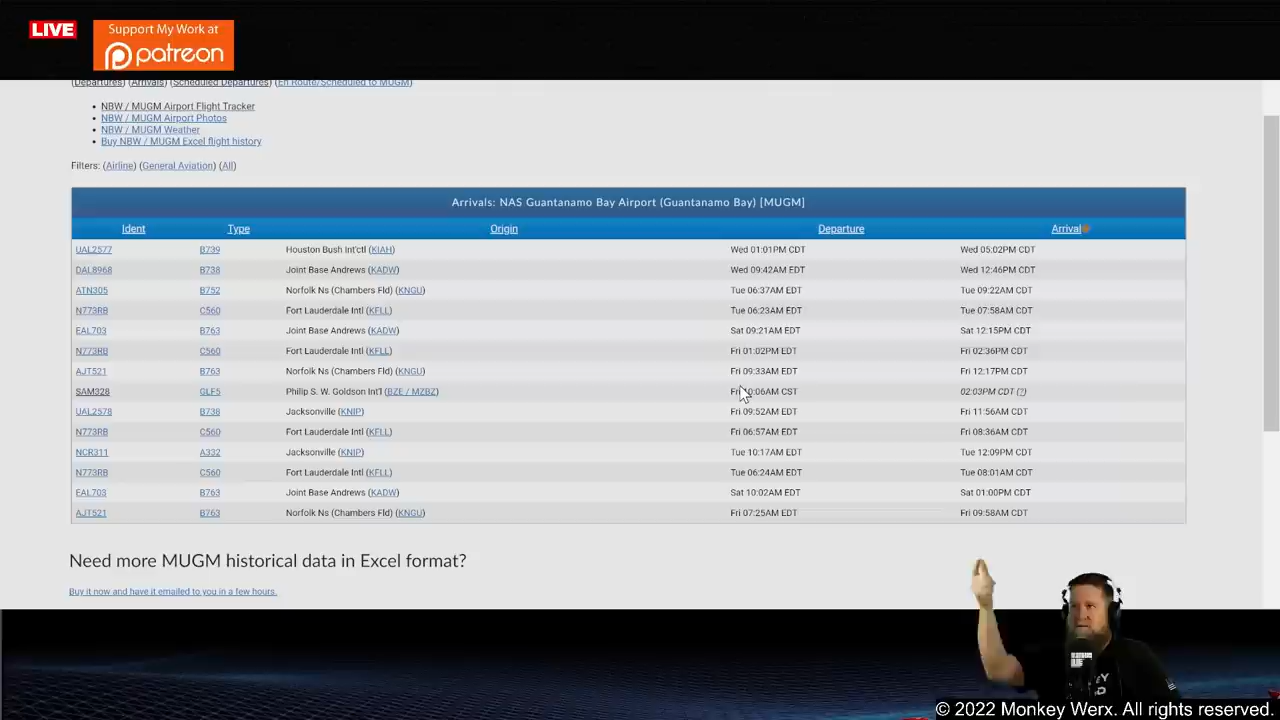 LIVE
Support My Work at
patreon
(Departures) (Arrivals) (Scheduled Departures) (En Route/Scheduled to MUGM)
• NBW / MUGM Airport Flight Tracker
• NBW / MUGM Airport Photos
• NBW / MUGM Weather
• Buy NBW / MUGM Excel flight history
Filters: (Airline) (General Aviation) (All)
Arrivals: NAS Guantanamo Bay Airport (Guantanamo Bay) [MUGM]
Ident Type Origin Departure Arrival
UAL2577 B739 Houston Bush Int'ctl (KIAH) Wed 01:01PM CDT Wed 05:02PM CDT
DAL8968 B738 Joint Base Andrews (KADW) Wed 09:42AM EDT Wed 12:46PM CDT
ATN305 B752 Norfolk Ns (Chambers Fld) (KNGU) Tue 06:37AM EDT Tue 09:22AM CDT
N773RB C560 Fort Lauderdale Intl (KFLL) Tue 06:23AM EDT Tue 07:58AM CDT
EAL703 B763 Joint Base Andrews (KADW) Sat 09:21AM EDT Sat 12:15PM CDT
N773RB C560 Fort Lauderdale Intl (KFLL) Fri 01:02PM EDT Fri 02:36PM CDT
AJT521 B763 Norfolk Ns (Chambers Fld) (KNGU) Fri 09:33AM EDT Fri 12:17PM CDT
SAM328 GLF5 Philip S. W. Goldson Int'l (BZE / MZBZ) Fri 10:06AM CST 02:03PM CDT (?)
UAL2578 B738 Jacksonville (KNIP) Fri 09:52AM EDT Fri 11:56AM CDT
N773RB C560 Fort Lauderdale Intl (KFLL) Fri 06:57AM EDT Fri 08:36AM CDT
NCR311 A332 Jacksonville (KNIP) Tue 10:17AM EDT Tue 12:09PM CDT
N773RB C560 Fort Lauderdale Intl (KFLL) Tue 06:24AM EDT Tue 08:01AM CDT
EAL703 B763 Joint Base Andrews (KADW) Sat 10:02AM EDT Sat 01:00PM CDT
AJT521 B763 Norfolk Ns (Chambers Fld) (KNGU) Fri 07:25AM EDT Fri 09:58AM CDT
Need more MUGM historical data in Excel format?
Buy it now and have it emailed to you in a few hours.
© 2022 Monkey Werx. All rights reserved.